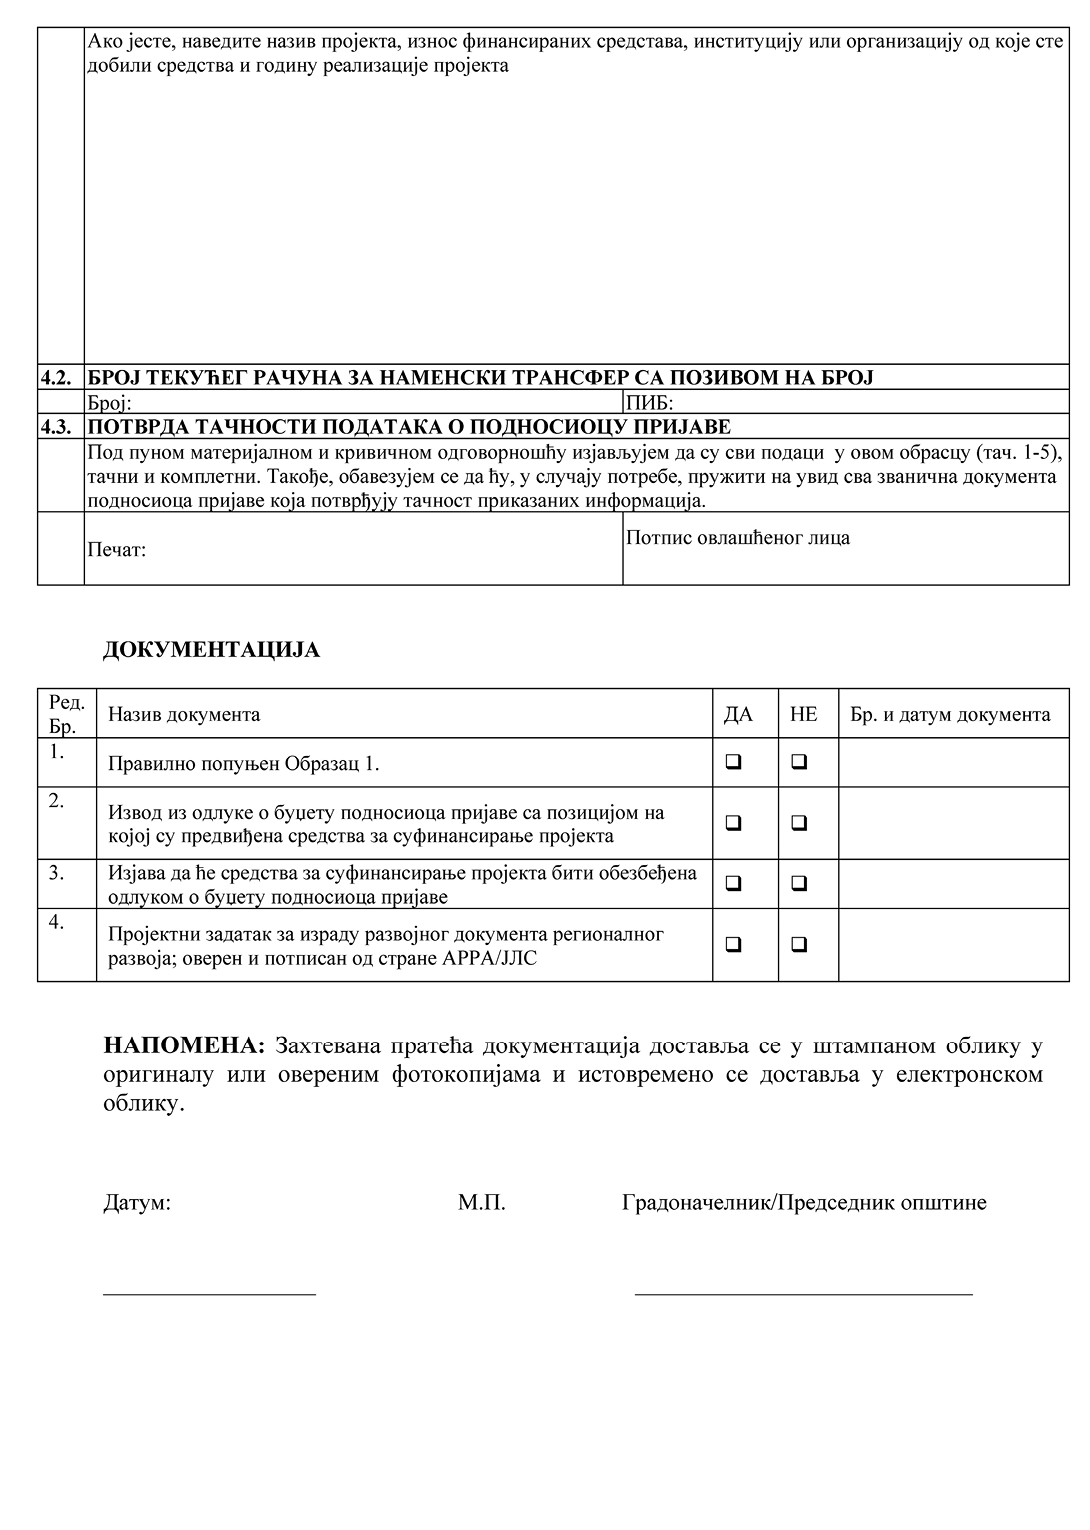 Ако јесте, наведите назив пројекта, износ финансираних средстава, институцију или организацију од које сте
добили средства и годину реализације пројекта
4.2. БРОЈ ТЕКУЋЕГ РАЧУНА ЗА НАМЕНСКИ ТРАНСФЕР СА ПОЗИВОМ НА БРОЈ
Број: ПИБ:
4.3. ПОТВРДА ТАЧНОСТИ ПОДАТАКА О ПОДНОСИОЦУ ПРИЈАВЕ
Под пуном материјалном и кривичном одговорношћу изјављујем да су сви подаци  у овом обрасцу (тач. 1-5),
тачни и комплетни. Такође, обавезујем се да ћу, у случају потребе, пружити на увид сва званична документа
подносиоца пријаве која потврђују тачност приказаних информација.
Печат: Потпис овлашћеног лица
ДОКУМЕНТАЦИЈА
Ред. Бр. Назив документа ДА НЕ Бр. и датум документа
1. Правилно попуњен Образац 1. ❑ ❑
2. Извод из одлуке о буџету подносиоца пријаве са позицијом на
којој су предвиђена средства за суфинансирање пројекта ❑ ❑
3. Изјава да ће средства за суфинансирање пројекта бити обезбеђена
одлуком о буџету подносиоца пријаве ❑ ❑
4. Пројектни задатак за израду развојног документа регионалног
развоја; оверен и потписан од стране АРРА/ЈЛС ❑ ❑
НАПОМЕНА: Захтевана пратећа документација доставља се у штампаном облику у
оригиналу или овереним фотокопијама и истовремено се доставља у електронском
облику.
Датум: М.П. Градоначелник/Председник општине